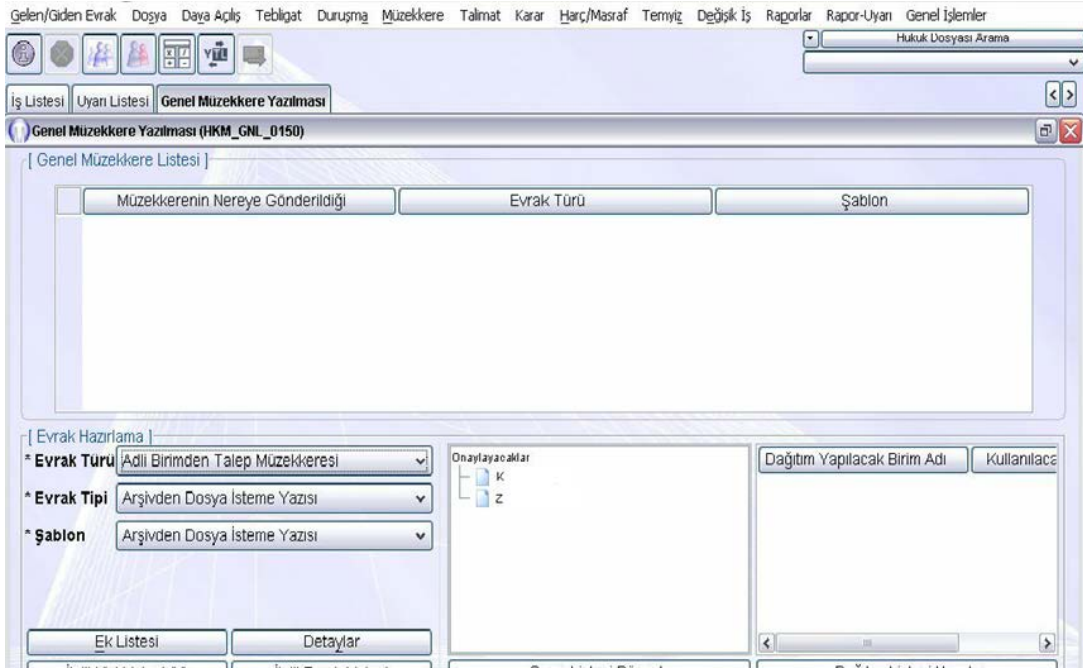 Gelen/Giden Evrak Dosya Dava Açılış Tebligat Duruşma Müzekkere Talimat Karar Harç/Masraf Temyiz Değişik İş Raporlar Rapor-Uyarı Genel İşlemler
Hukuk Dosyası Arama
İş Listesi Uyarı Listesi Genel Müzekkere Yazılması
Genel Müzekkere Yazılması (HKM_GNL_0150)
[ Genel Müzekkere Listesi ]
Müzekkerenin Nereye Gönderildiği Evrak Türü Şablon
[ Evrak Hazırlama ]
* Evrak Türü Adli Birimden Talep Müzekkeresi
* Evrak Tipi Arşivden Dosya İsteme Yazısı
* Şablon Arşivden Dosya İsteme Yazısı
Onaylayacaklar
K
Z
Dağıtım Yapılacak Birim Adı Kullanılaca
Ek Listesi Detaylar